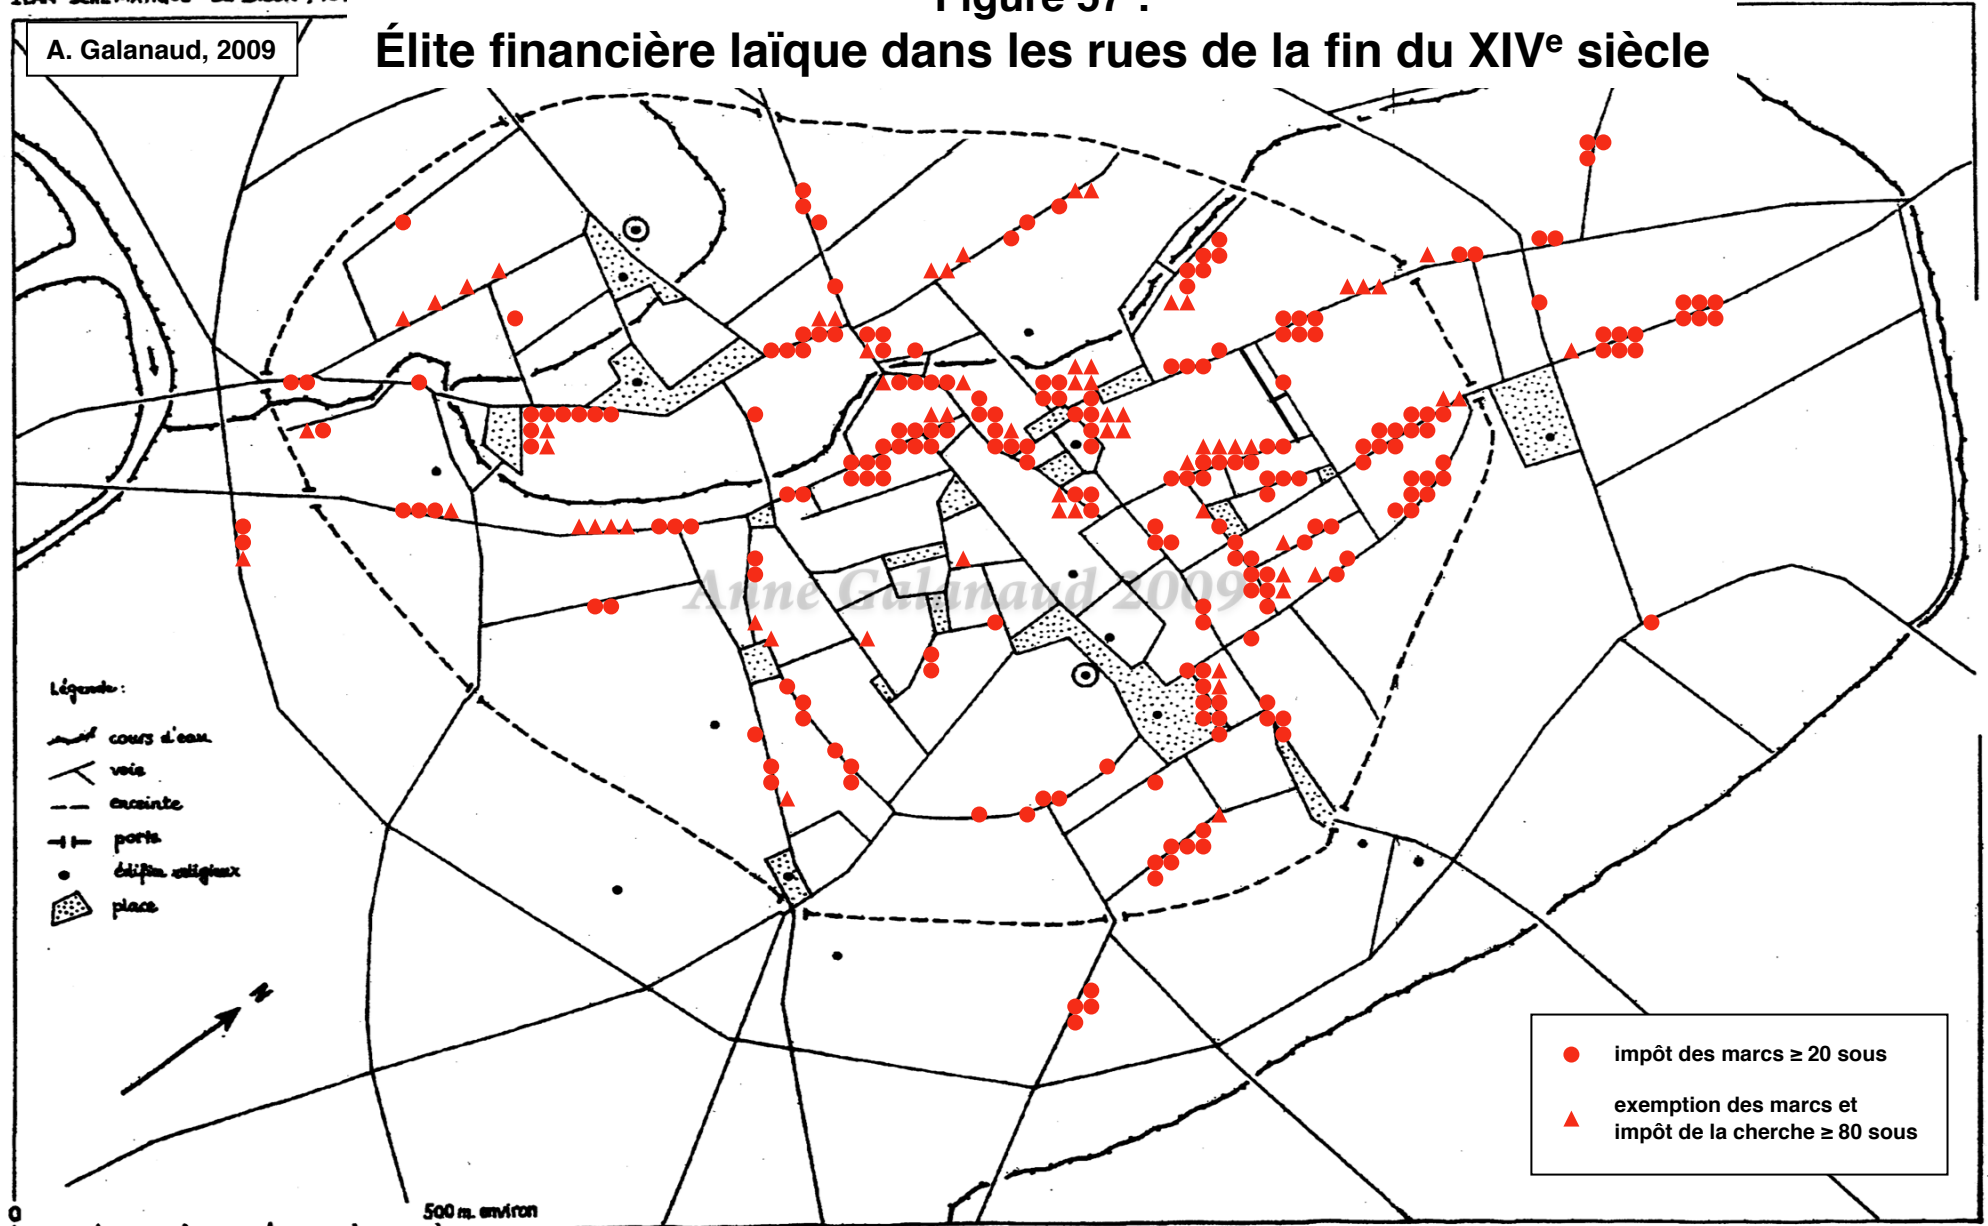 A. Galanaud, 2009
Élite financière laïque dans les rues de la fin du XIVe siècle
Anne Galanaud 2009
Légende :
cours d'eau
voie
enceinte
porte
édifice religieux
place
N
impôt des marcs ≥ 20 sous
exemption des marcs et
impôt de la cherche ≥ 80 sous
0
500 m. environ